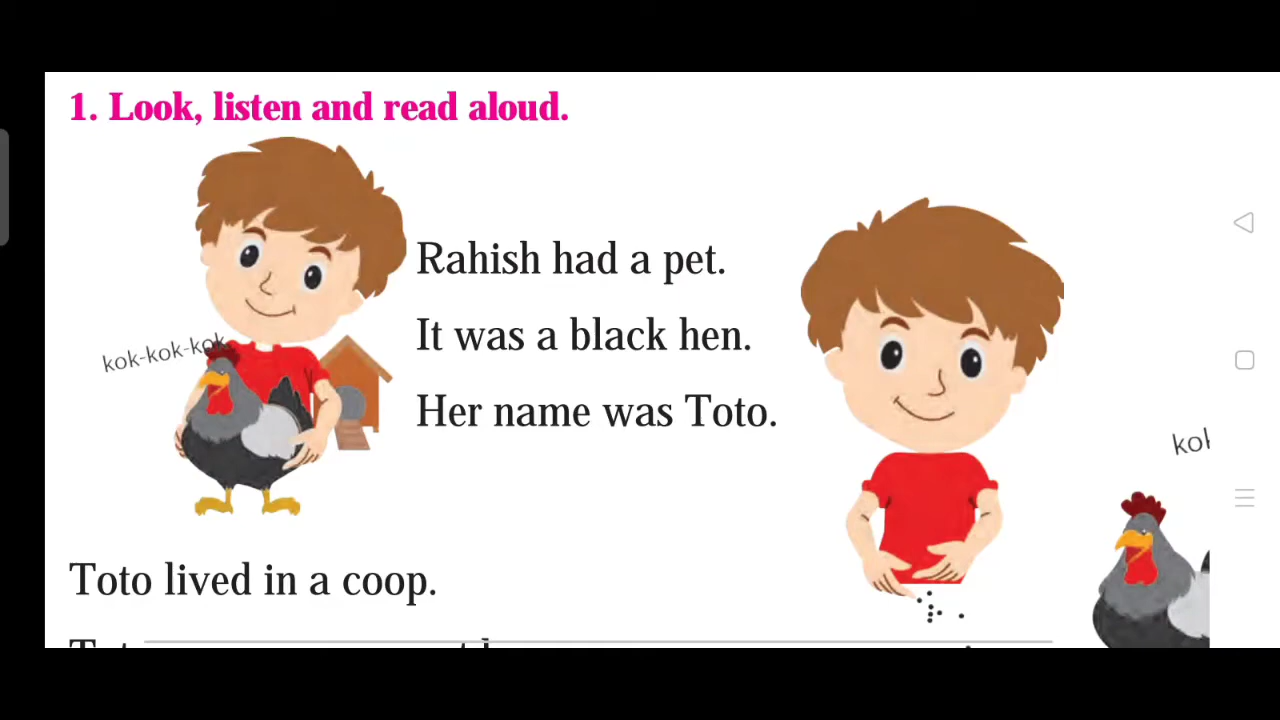 1. Look, listen and read aloud.
kok-kok-kok
Rahish had a pet.
It was a black hen.
Her name was Toto.
Toto lived in a coop.